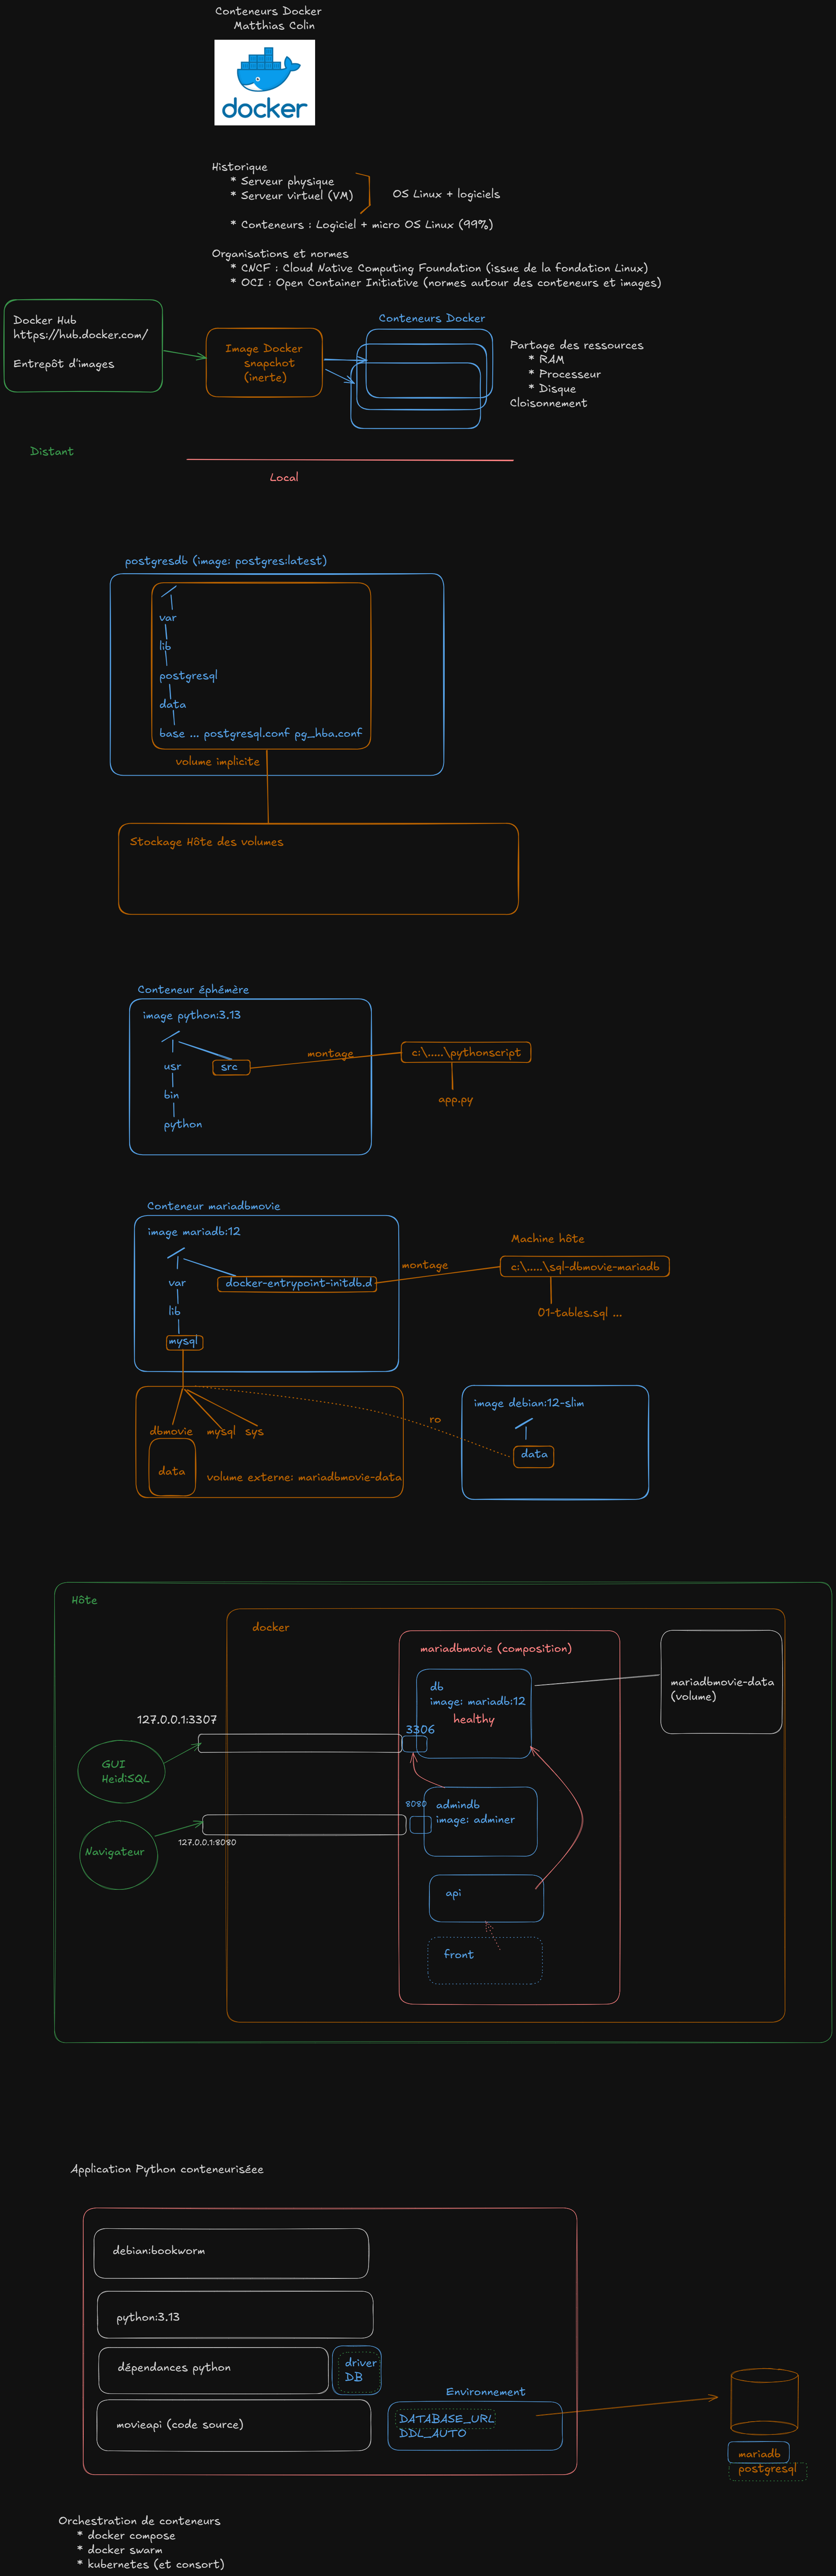 Conteneurs Docker
Matthias Colin
docker
Historique
* Serveur physique
* Serveur virtuel (VM)
OS Linux + logiciels
* Conteneurs : Logiciel + micro OS Linux (99%)
Organisations et normes
* CNCF : Cloud Native Computing Foundation (issue de la fondation Linux)
* OCI : Open Container Initiative (normes autour des conteneurs et images)
Docker Hub
https://hub.docker.com/
Entrepôt d'images
Image Docker
snapchot
(inerte)
Conteneurs Docker
Partage des ressources
* RAM
* Processeur
* Disque
Cloisonnement
Distant
Local
postgresdb (image: postgres:latest)
var
lib
postgresql
data
base ... postgresql.conf pg_hba.conf
volume implicite
Stockage Hôte des volumes
Conteneur éphémère
image python:3.13
usr
src
bin
python
montage
c:\.....\pythonscript
app.py
Conteneur mariadbmovie
image mariadb:12
var
docker-entrypoint-initdb.d
lib
mysql
montage
Machine hôte
c:\.....\sql-dbmovie-mariadb
01-tables.sql ...
dbmovie
mysql
sys
data
volume externe: mariadbmovie-data
ro
image debian:12-slim
data
Hôte
docker
mariadbmovie (composition)
db
image: mariadb:12
healthy
mariadbmovie-data
(volume)
127.0.0.1:3307
3306
GUI
HeidiSQL
8080
admindb
image: adminer
Navigateur
127.0.0.1:8080
api
front
Application Python conteneuriséee
debian:bookworm
python:3.13
dépendances python
driver
DB
movieapi (code source)
Environnement
DATABASE_URL
DDL_AUTO
mariadb
postgresql
Orchestration de conteneurs
* docker compose
* docker swarm
* kubernetes (et consort)